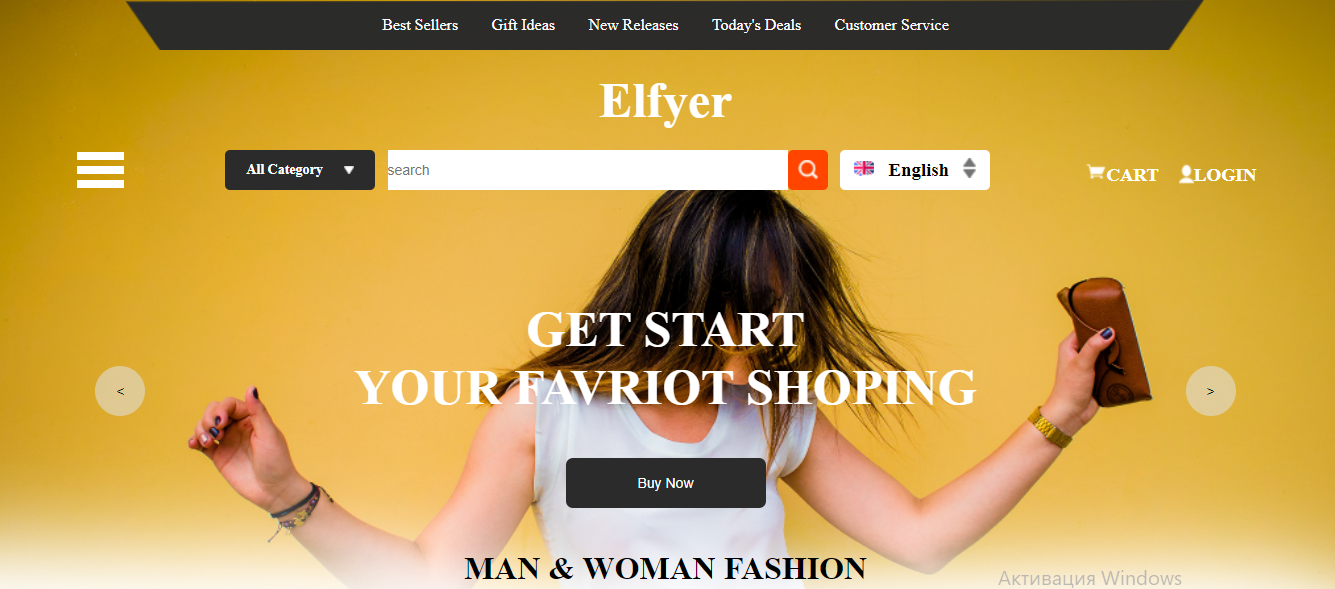 Best Sellers Gift Ideas New Releases Today's Deals Customer Service
Elfyer
All Category search English CART LOGIN
GET START
YOUR FAVRIOT SHOPING
< >
Buy Now
MAN & WOMAN FASHION
Активация Windows